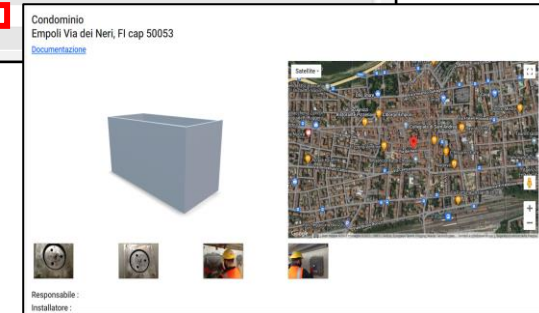 Condominio
Empoli Via dei Neri, FI cap 50053
Documentazione
Satellite
Responsabile :
Installatore :